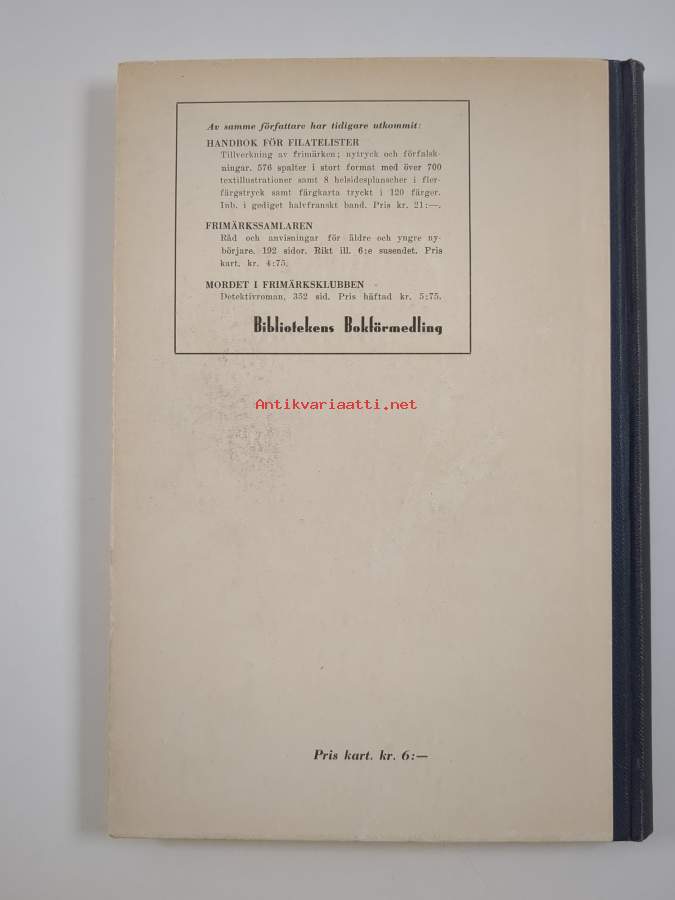 Av samme författare har tidigare utkommit:
HANDBOK FÖR FILATELISTER
Tillverkning av frimärken; nytryck och förfalsk-
ningar. 576 spalter i stort format med över 700
textillustrationer samt 8 helsidesplanscher i fler-
färgstryck samt färgkarta tryckt i 120 färger.
Inb. i gediget halvfranskt band. Pris kr. 21:—.
FRIMÄRKSSAMLAREN
Råd och anvisningar för äldre och yngre ny-
börjare. 192 sidor. Rikt ill. 6:e susendet. Pris
kart. kr. 4:75.
MORDET I FRIMÄRKSKLUBBEN
Detektivroman, 352 sid. Pris häftad kr. 5:75.
Bibliotekens Bokförmedling
Antikvariaatti.net
Pris kart. kr. 6:—